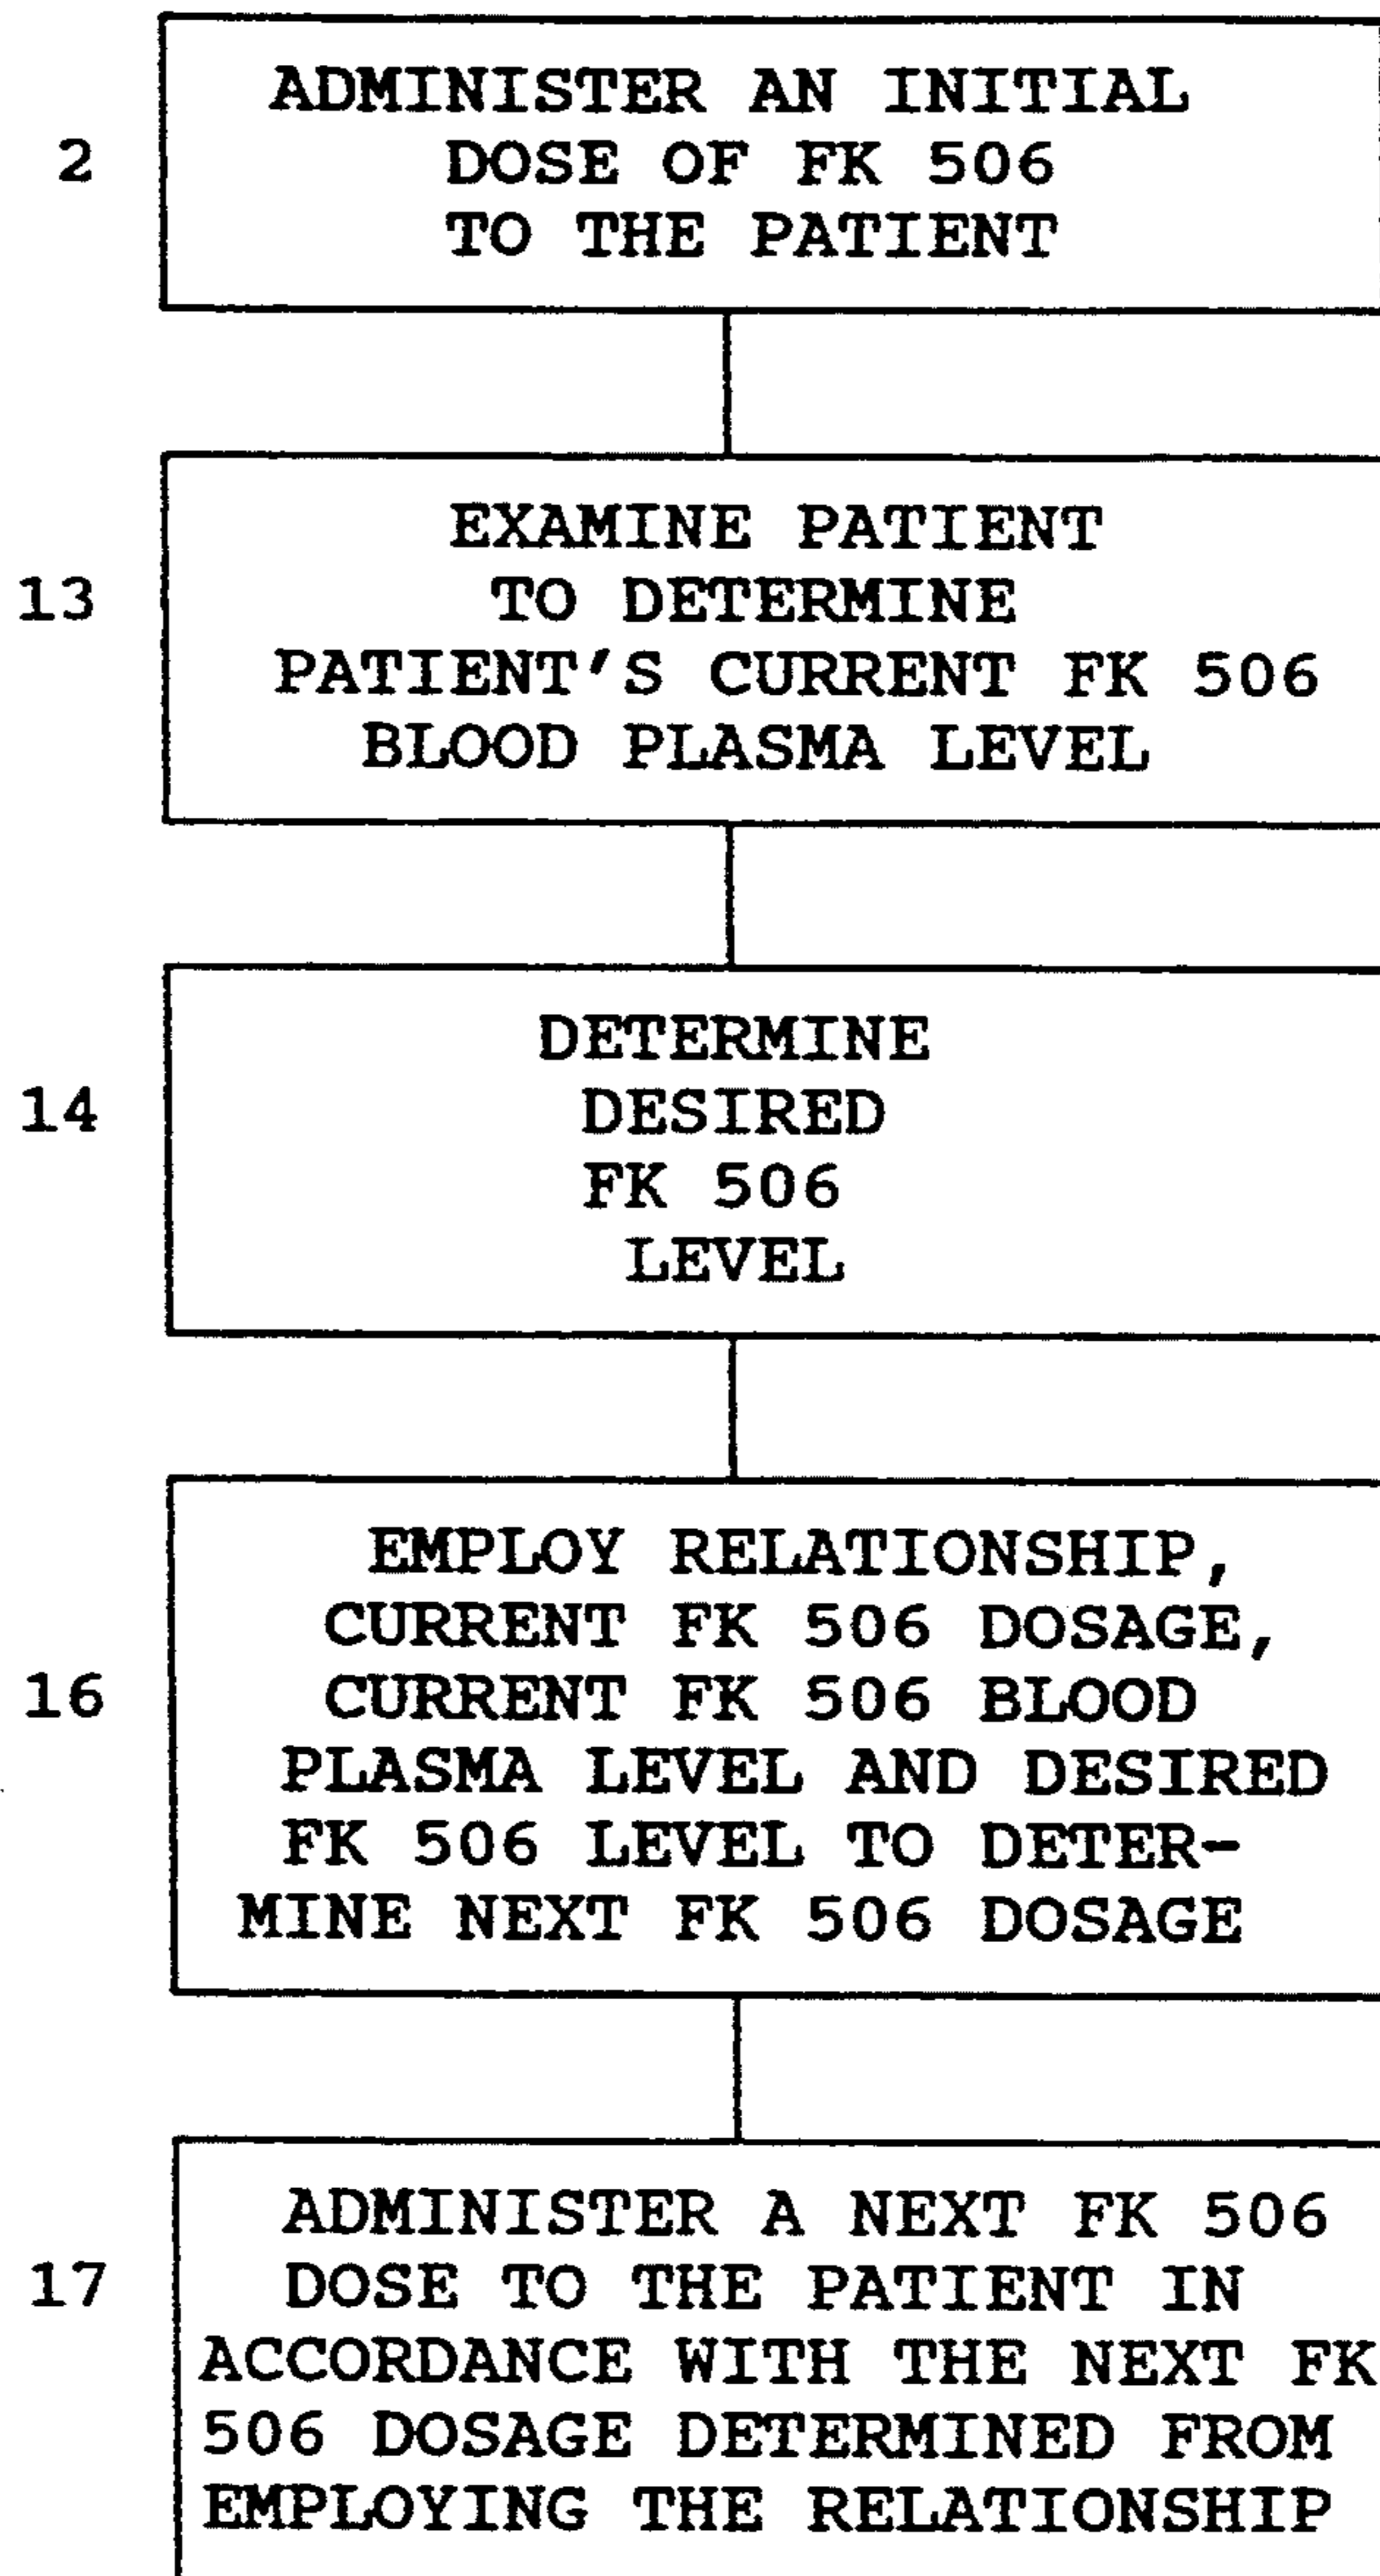 ADMINISTER AN INITIAL
2
DOSE OF FK 506
TO THE PATIENT
EXAMINE PATIENT
13
TO DETERMINE
PATIENT'S CURRENT FK 506
BLOOD PLASMA LEVEL
DETERMINE
14
DESIRED
FK 506
LEVEL
EMPLOY RELATIONSHIP,
CURRENT FK 506 DOSAGE,
16
CURRENT FK 506 BLOOD
PLASMA LEVEL AND DESIRED
FK 506 LEVEL TO DETER-
MINE NEXT FK 506 DOSAGE
ADMINISTER A NEXT FK 506
17
DOSE TO THE PATIENT IN
ACCORDANCE WITH THE NEXT FK
506 DOSAGE DETERMINED FROM
EMPLOYING THE RELATIONSHIP